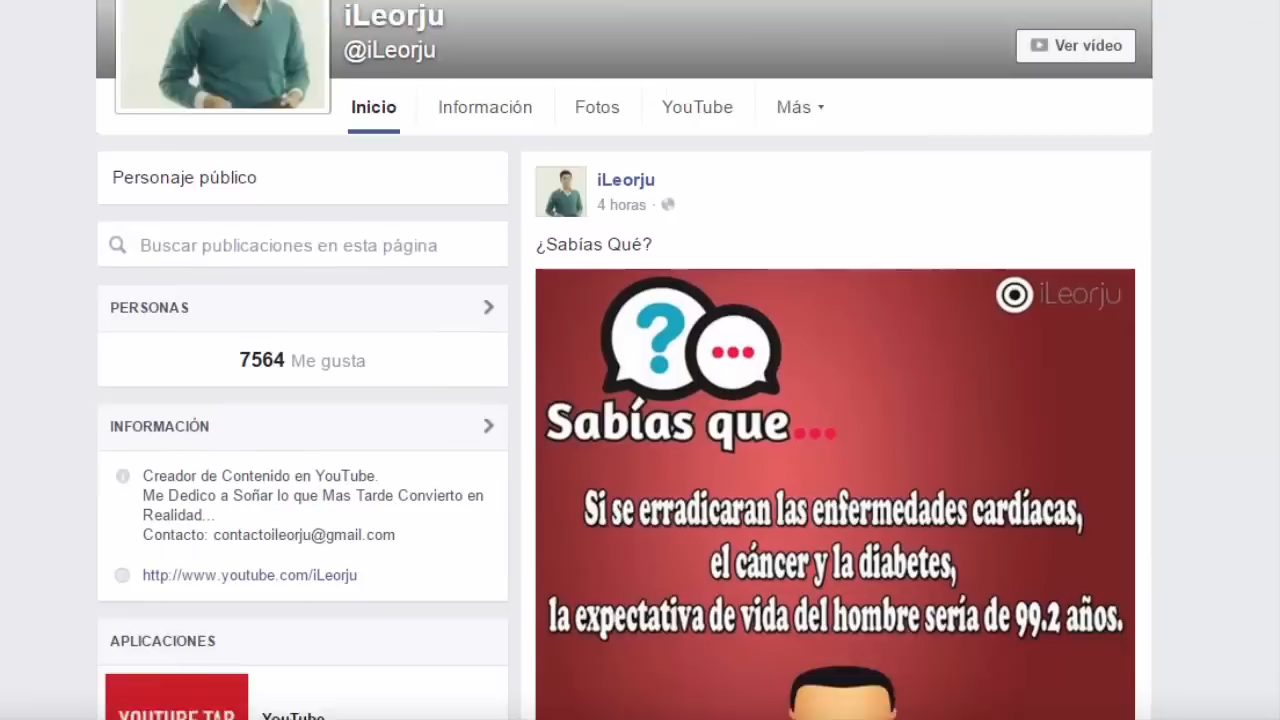 iLeorju
@iLeorju
Ver vídeo
Inicio
Información
Fotos
YouTube
Más
Personaje público
Buscar publicaciones en esta página
PERSONAS
7564 Me gusta
INFORMACIÓN
Creador de Contenido en YouTube.
Me Dedico a Soñar lo que Mas Tarde Convierto en
Realidad...
Contacto: contactoileorju@gmail.com
http://www.youtube.com/iLeorju
APLICACIONES
YOUTUBE TAB
YouTube
iLeorju
4 horas ·
¿Sabías Qué?
iLeorju
?
...
Sabías que...
Si se erradicaran las enfermedades cardíacas,
el cáncer y la diabetes,
la expectativa de vida del hombre sería de 99.2 años.